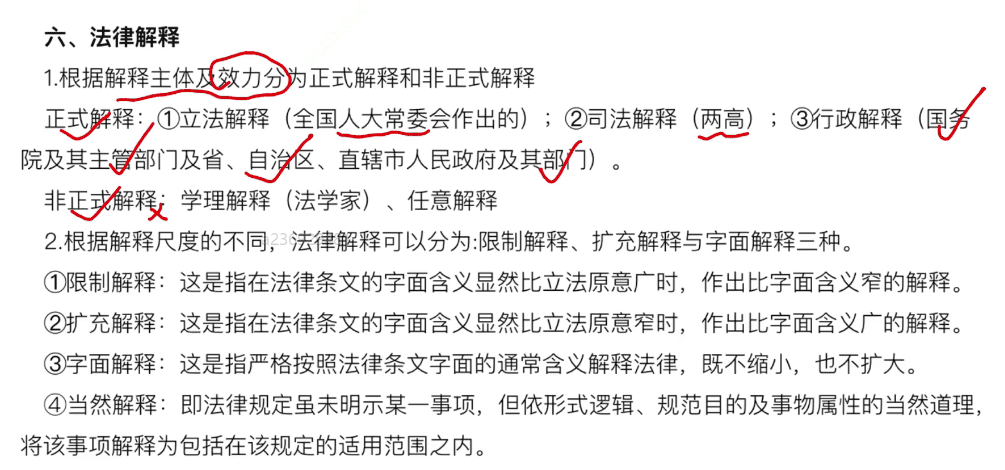 六、法律解释
1.根据解释主体及效力分为正式解释和非正式解释
正式解释：①立法解释（全国人大常委会作出的）；②司法解释（两高）；③行政解释（国务
院及其主管部门及省、自治区、直辖市人民政府及其部门）。
非正式解释：学理解释（法学家）、任意解释
2.根据解释尺度的不同，法律解释可以分为:限制解释、扩充解释与字面解释三种。
①限制解释：这是指在法律条文的字面含义显然比立法原意广时，作出比字面含义窄的解释。
②扩充解释：这是指在法律条文的字面含义显然比立法原意窄时，作出比字面含义广的解释。
③字面解释：这是指严格按照法律条文字面的通常含义解释法律，既不缩小，也不扩大。
④当然解释：即法律规定虽未明示某一事项，但依形式逻辑、规范目的及事物属性的当然道理，
将该事项解释为包括在该规定的适用范围之内。